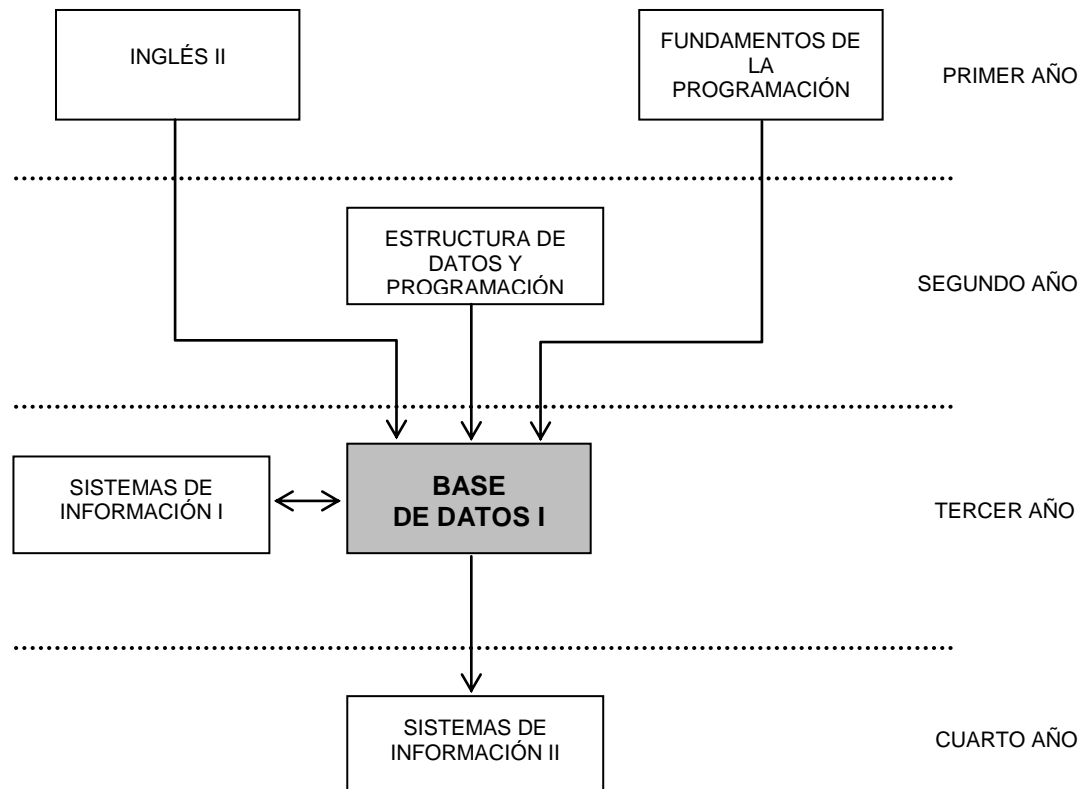 INGLÉS II
FUNDAMENTOS DE
LA
PROGRAMACIÓN
PRIMER AÑO
ESTRUCTURA DE
DATOS Y
PROGRAMACIÓN
SEGUNDO AÑO
SISTEMAS DE
INFORMACIÓN I
BASE
DE DATOS I
TERCER AÑO
SISTEMAS DE
INFORMACIÓN II
CUARTO AÑO